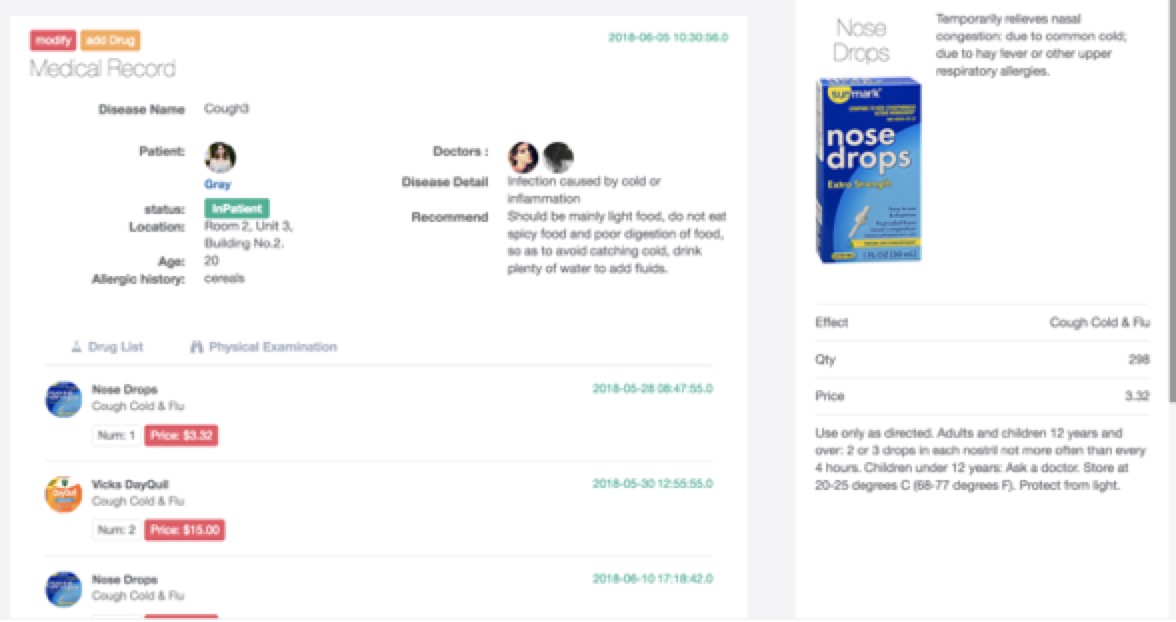 modify add Drug 2018-06-05 10:30:56.0
Medical Record
Disease Name Cough3
Patient:
Gray
status: InPatient
Location: Room 2, Unit 3,
Building No.2.
Age: 20
Allergic history: cereals
Doctors :
Disease Detail Infection caused by cold or
inflammation
Recommend Should be mainly light food, do not eat
spicy food and poor digestion of food,
so as to avoid catching cold, drink
plenty of water to add fluids.
Drug List Physical Examination
Nose Drops 2018-05-28 08:47:55.0
Cough Cold & Flu
Num: 1 Price: $3.32
Vicks DayQuil 2018-05-30 12:55:55.0
Cough Cold & Flu
Num: 2 Price: $15.00
Nose Drops 2018-06-10 17:18:42.0
Cough Cold & Flu
Nose
Drops
Temporarily relieves nasal
congestion: due to common cold;
due to hay fever or other upper
respiratory allergies.
sunmark
nose
drops
Extra Strength
Effect Cough Cold & Flu
Qty 298
Price 3.32
Use only as directed. Adults and children 12 years and
over: 2 or 3 drops in each nostril not more often than every
4 hours. Children under 12 years: Ask a doctor. Store at
20-25 degrees C (68-77 degrees F). Protect from light.